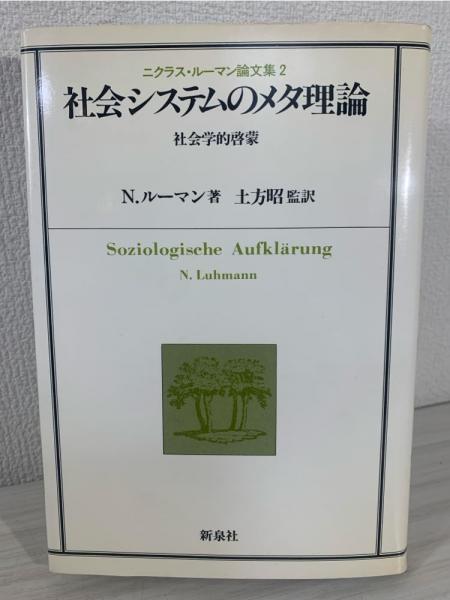 ニクラス・ルーマン論文集2
社会システムのメタ理論
社会学的啓蒙
N.ルーマン著 土方昭監訳
Soziologische Aufklärung
N. Luhmann
新泉社